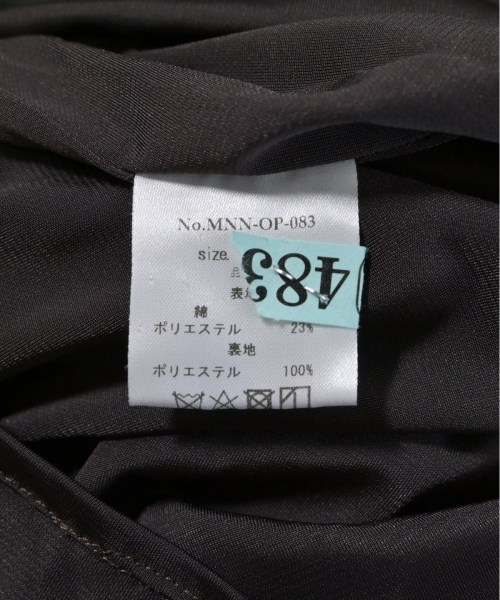 No.MNN-OP-083
size.
品
表地
483
綿
ポリエステル 23%
裏地
ポリエステル 100%